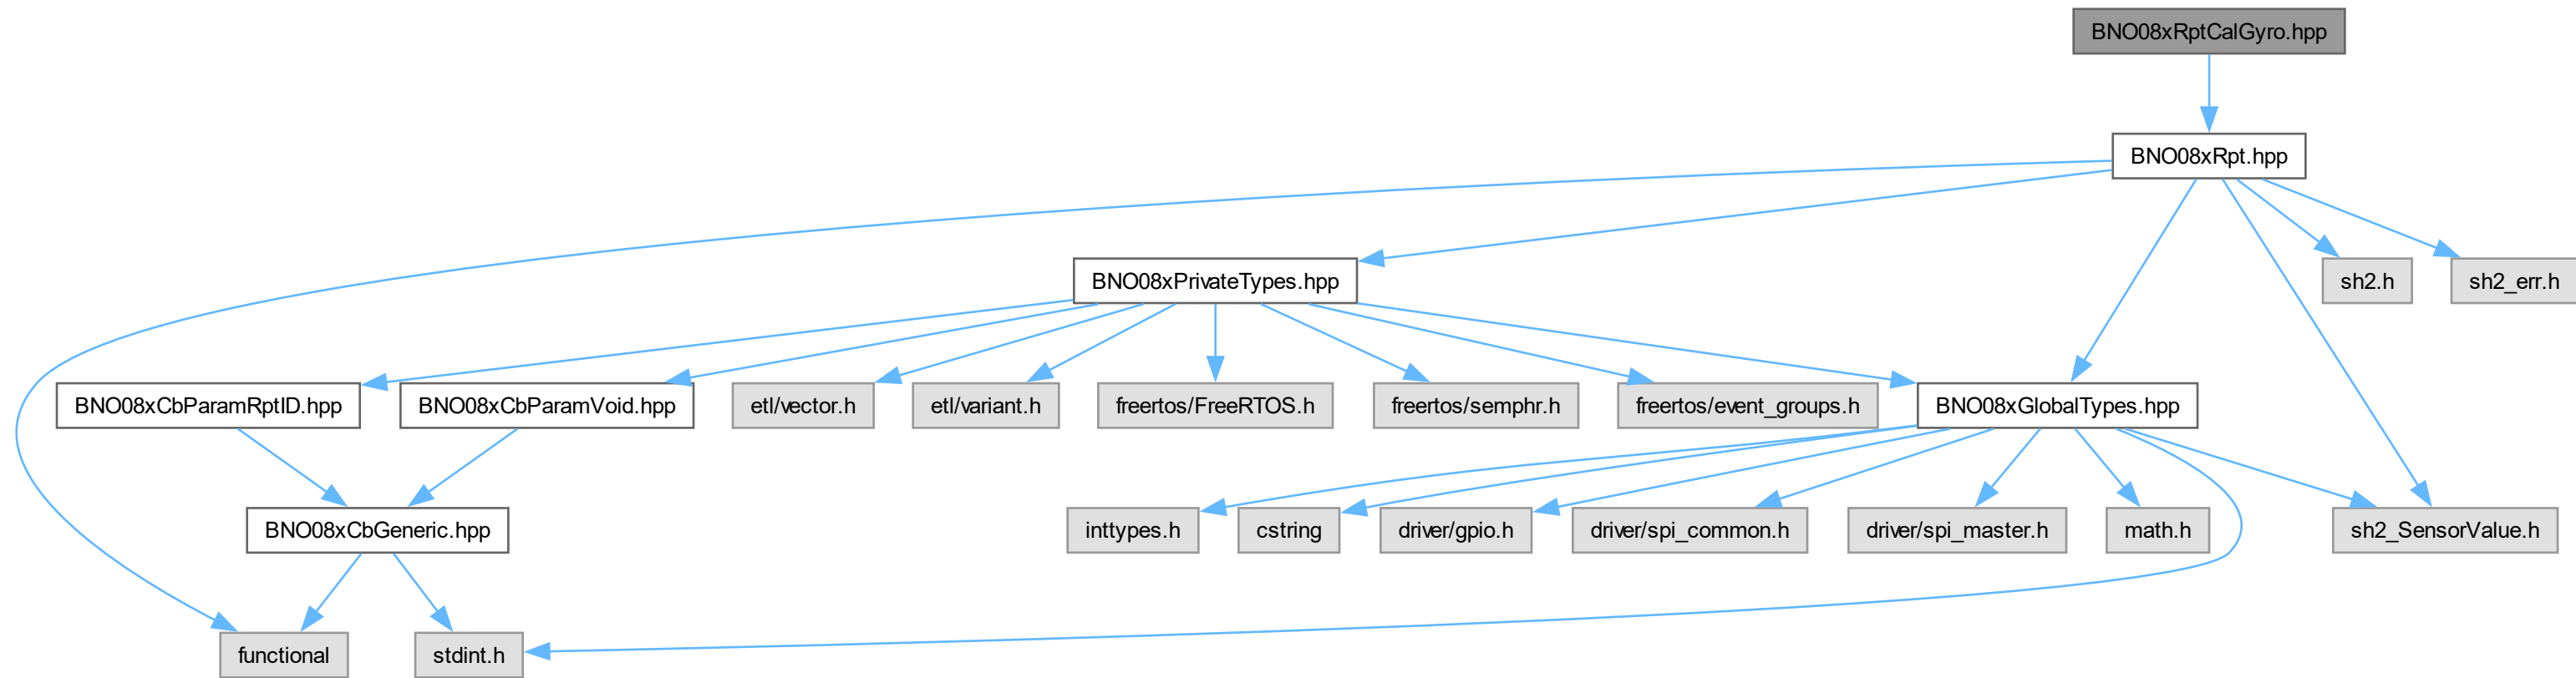 BNO08xRptCalGyro.hpp
BNO08xRpt.hpp
BNO08xPrivateTypes.hpp
sh2.h
sh2_err.h
BNO08xCbParamRptID.hpp
BNO08xCbParamVoid.hpp
etl/vector.h
etl/variant.h
freertos/FreeRTOS.h
freertos/semphr.h
freertos/event_groups.h
BNO08xGlobalTypes.hpp
BNO08xCbGeneric.hpp
inttypes.h
cstring
driver/gpio.h
driver/spi_common.h
driver/spi_master.h
math.h
sh2_SensorValue.h
functional
stdint.h